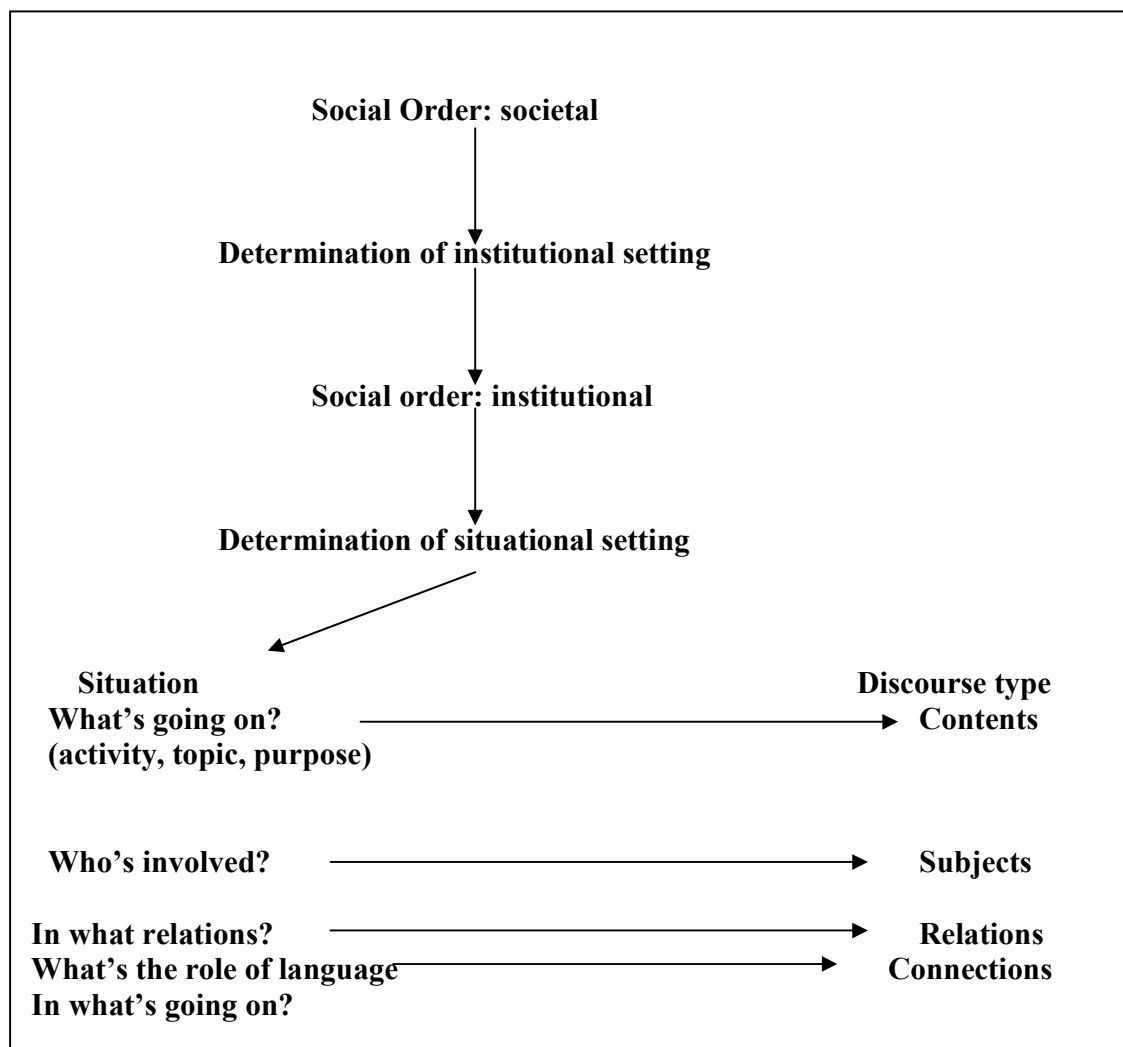 Social Order: societal
Determination of institutional setting
Social order: institutional
Determination of situational setting
Situation Discourse type
What’s going on? Contents
(activity, topic, purpose)
Who’s involved? Subjects
In what relations? Relations
What’s the role of language Connections
In what’s going on?